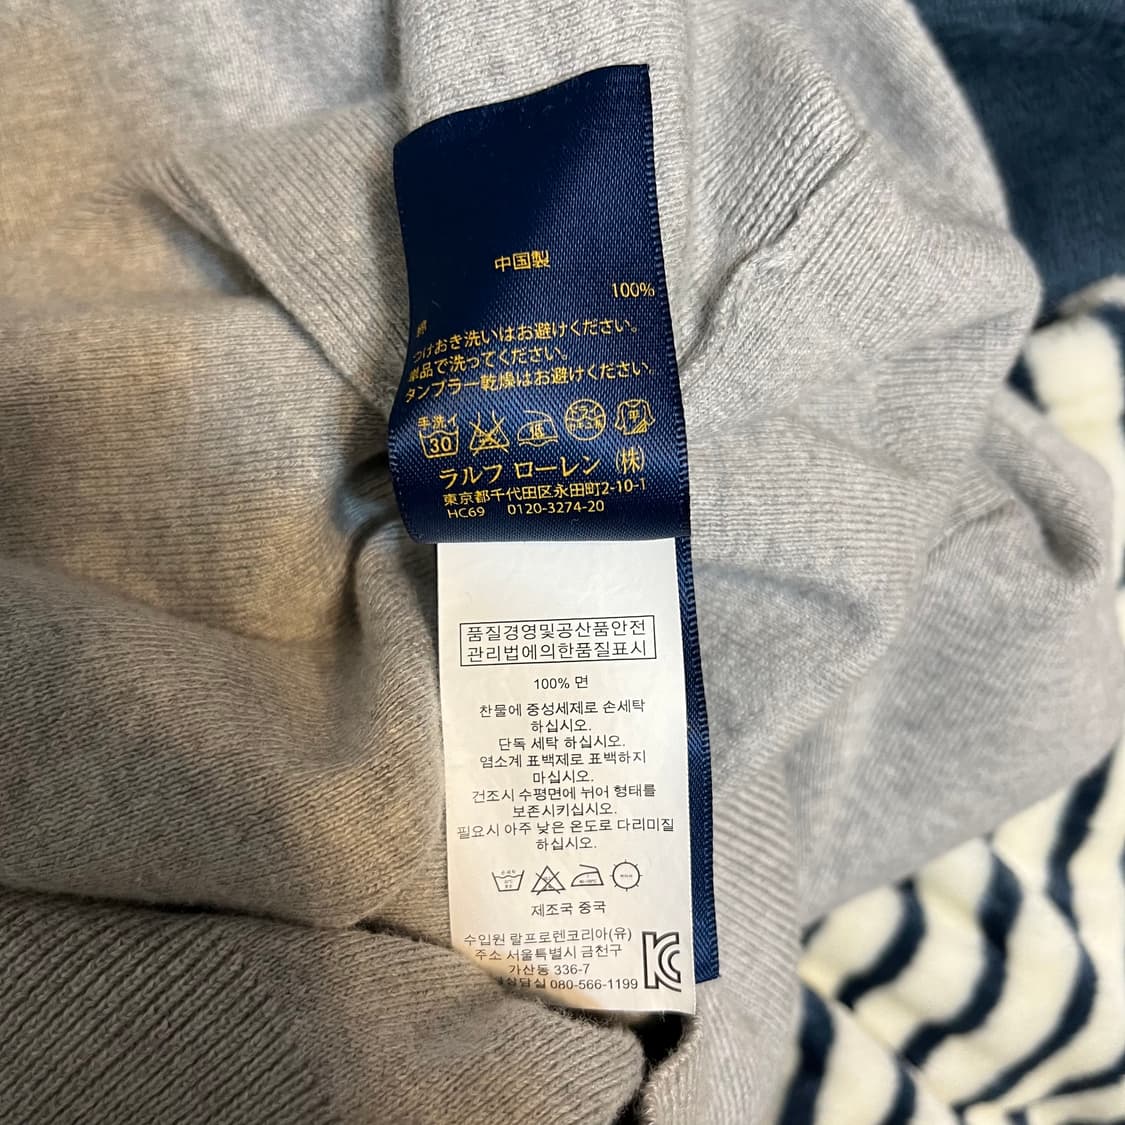 中国製
100%
綿
つけおき洗いはお避けください。
単品で洗ってください。
タンブラー乾燥はお避けください
手洗イ
30
ドライ
平
ラルフ ローレン (株)
東京都千代田区永田町2-10-1
HC69 0120-3274-20
품질경영및공산품안전
관리법에의한품질표시
100% 면
찬물에 중성세제로 손세탁
하십시오.
단독 세탁 하십시오.
염소계 표백제로 표백하지
마십시오.
건조시 수평면에 뉘어 형태를
보존시키십시오.
필요시 아주 낮은 온도로 다리미질
하십시오.
제조국 중국
수입원 랄프로렌코리아(유)
주소 서울특별시 금천구
가산동 336-7
080-566-1199
KC